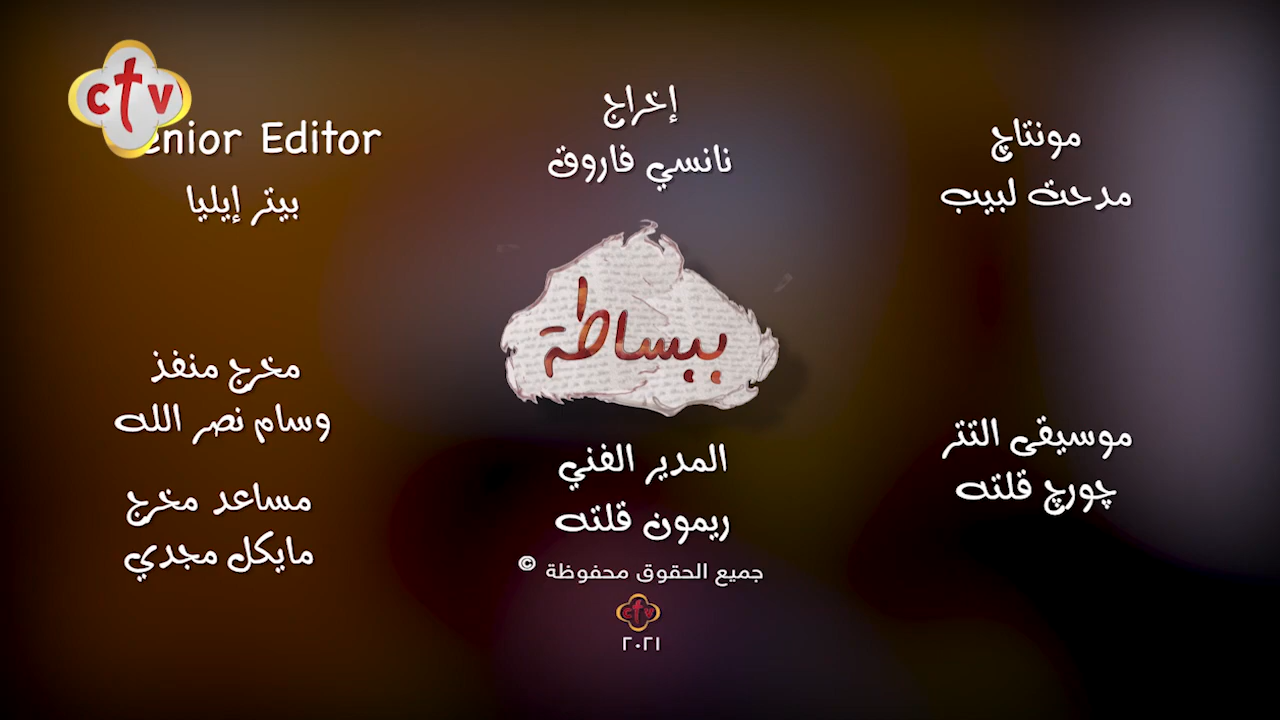 ctv
إخراج
نانسي فاروق
مونتاچ
مدحت لبيب
enior Editor
بيتر إيليا
ببساطة
مخرج منفذ
وسام نصر الله
موسيقى التتر
چورچ قلته
المدير الفني
ريمون قلته
مساعد مخرج
مايكل مجدي
جميع الحقوق محفوظة ©
ctv
٢٠٢١